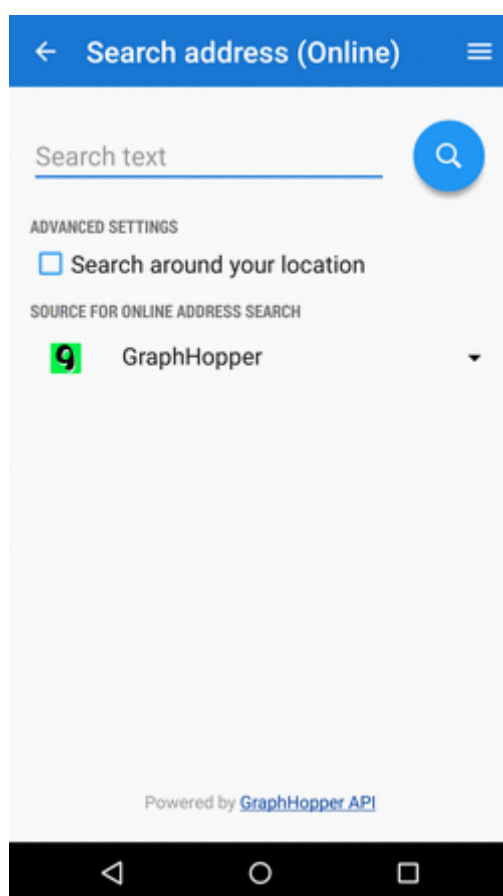 Search address (Online)
Search text
ADVANCED SETTINGS
Search around your location
SOURCE FOR ONLINE ADDRESS SEARCH
GraphHopper
Powered by GraphHopper API